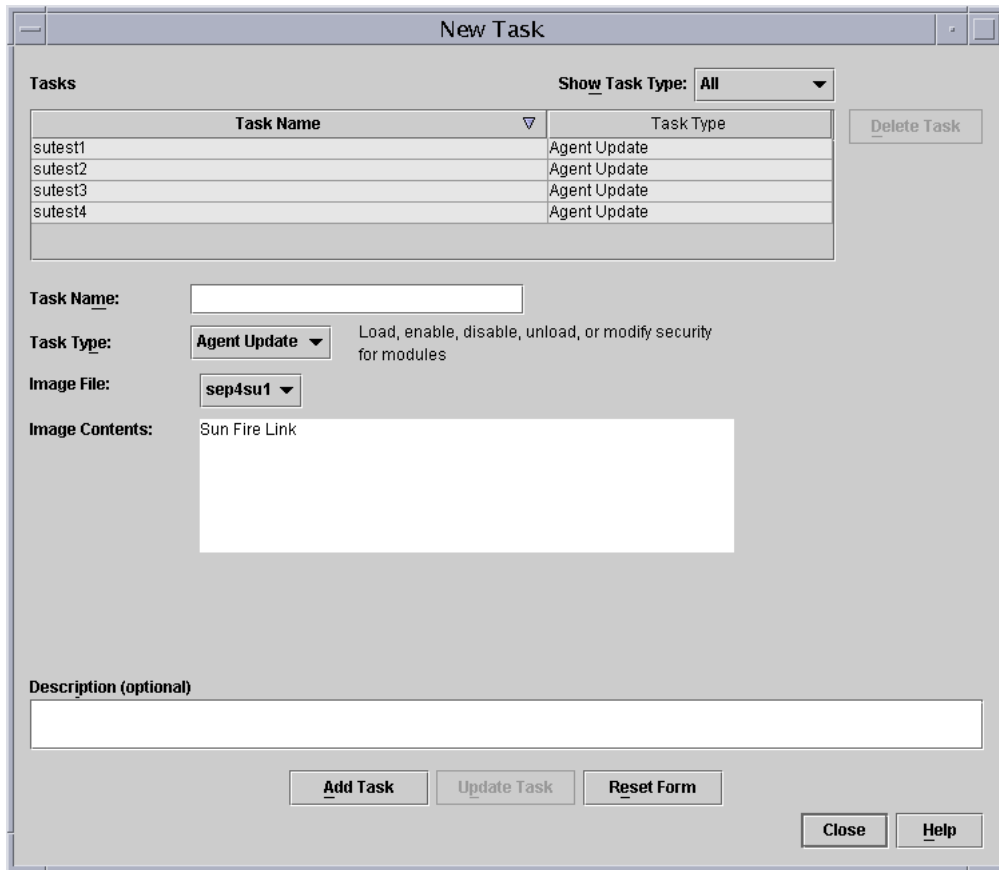 New Task
Tasks
Show Task Type: All
Task Name Task Type
Delete Task
sutest1 Agent Update
sutest2 Agent Update
sutest3 Agent Update
sutest4 Agent Update
Task Name:
Task Type: Agent Update Load, enable, disable, unload, or modify security
for modules
Image File: sep4su1
Image Contents: Sun Fire Link
Description (optional)
Add Task Update Task Reset Form
Close Help